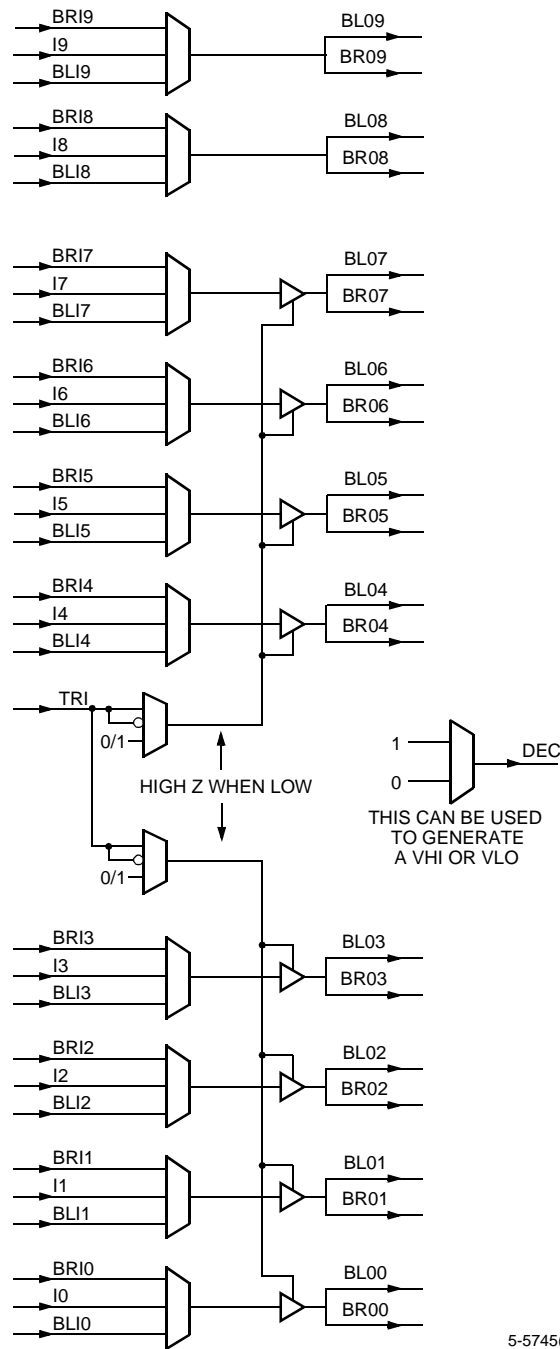 BRI9
I9
BLI9
BL09
BR09
BRI8
I8
BLI8
BL08
BR08
BRI7
I7
BLI7
BL07
BR07
BRI6
I6
BLI6
BL06
BR06
BRI5
I5
BLI5
BL05
BR05
BRI4
I4
BLI4
BL04
BR04
TRI
0/1
HIGH Z WHEN LOW
1
0
DEC
THIS CAN BE USED
TO GENERATE
A VHI OR VLO
0/1
BRI3
I3
BLI3
BL03
BR03
BRI2
I2
BLI2
BL02
BR02
BRI1
I1
BLI1
BL01
BR01
BRI0
I0
BLI0
BL00
BR00